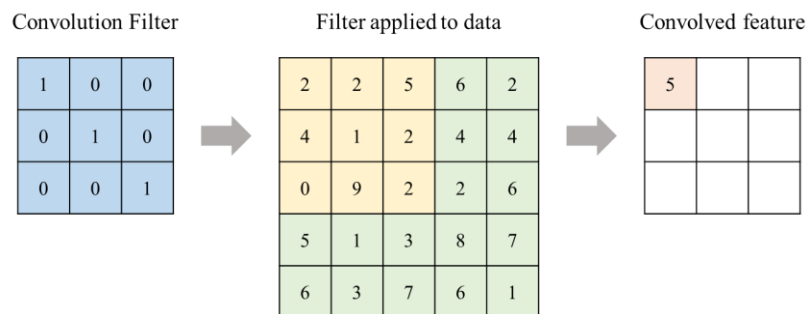 Convolution Filter
Filter applied to data
Convolved feature
1 0 0
0 1 0
0 0 1
2 2 5 6 2
4 1 2 4 4
0 9 2 2 6
5 1 3 8 7
6 3 7 6 1
5